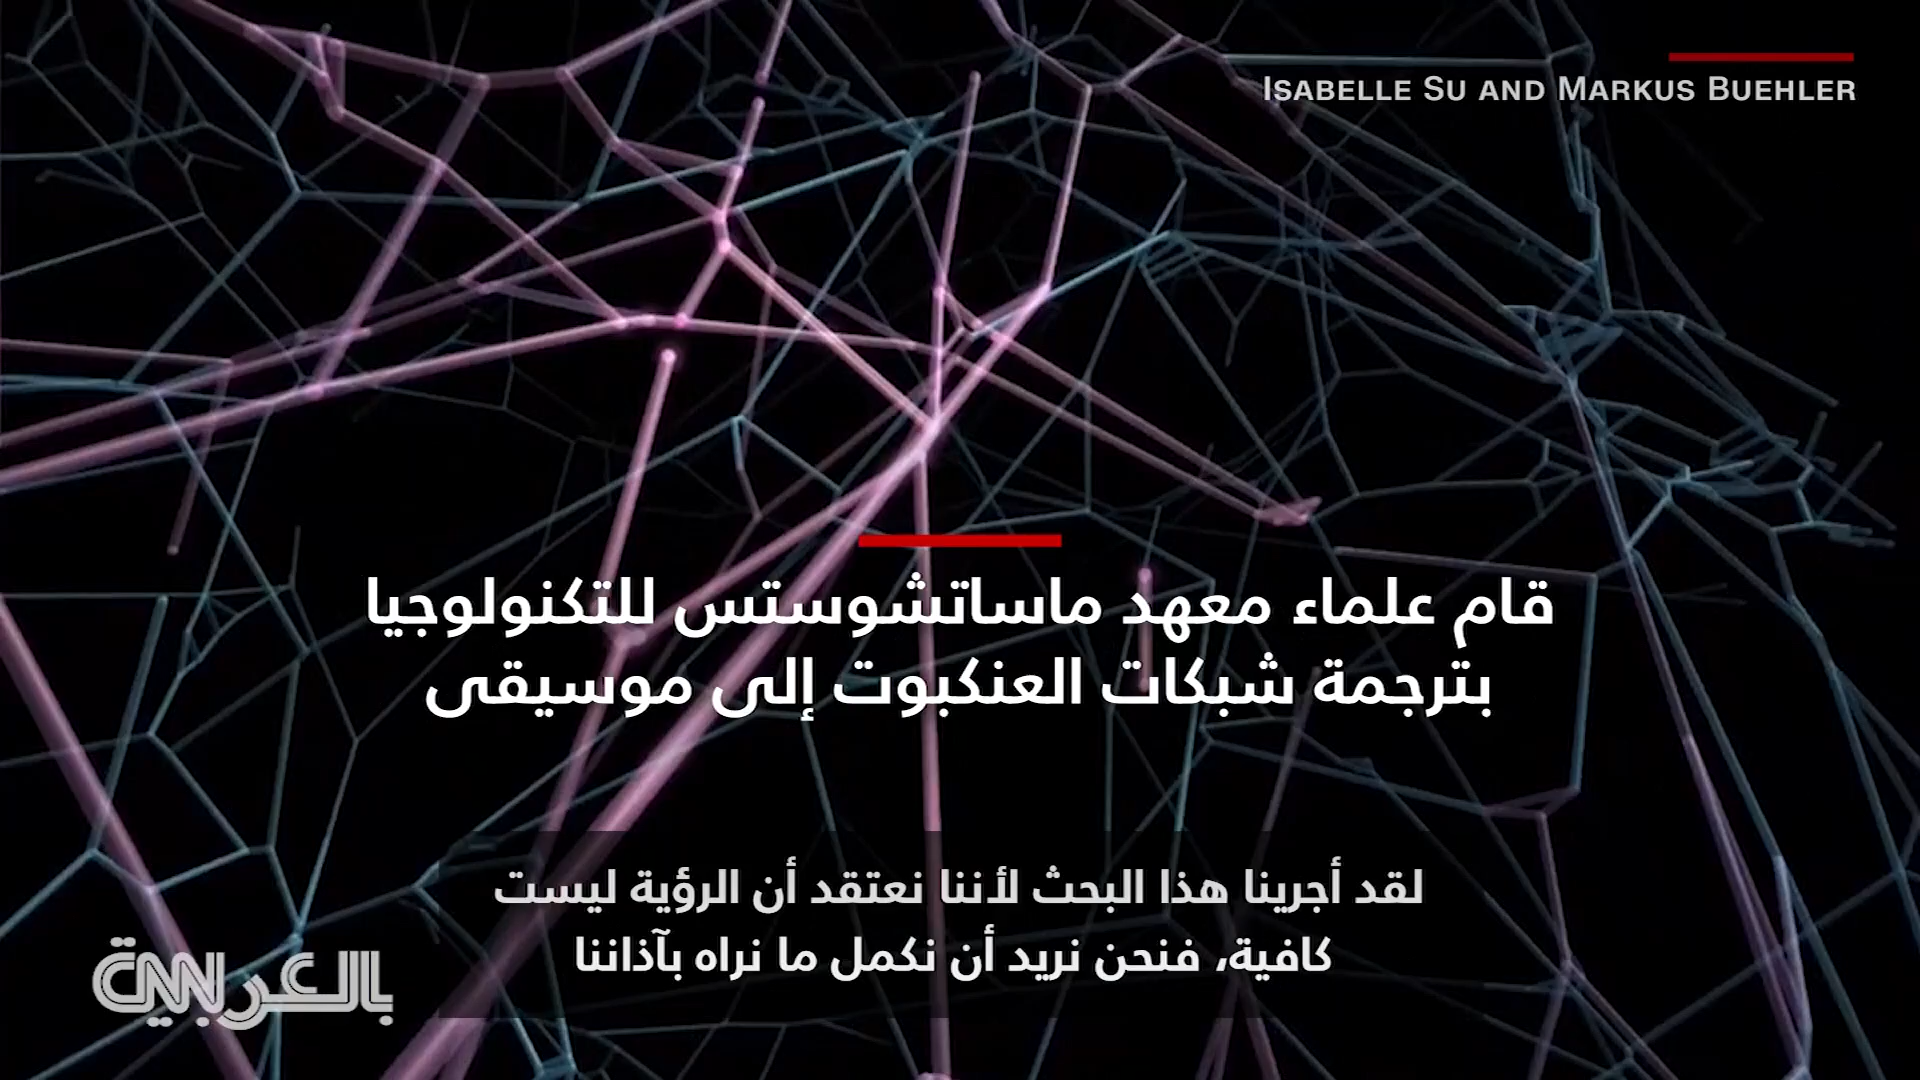 ISABELLE SU AND MARKUS BUEHLER
قام علماء معهد ماساتشوستس للتكنولوجيا
بترجمة شبكات العنكبوت إلى موسيقى
لقد أجرينا هذا البحث لأننا نعتقد أن الرؤية ليست
كافية، فنحن نريد أن نكمل ما نراه بآذاننا
CNN بالعربية